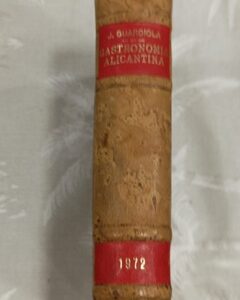 J. GUARDIOLA
GASTRONOMIA
ALICANTINA
1972